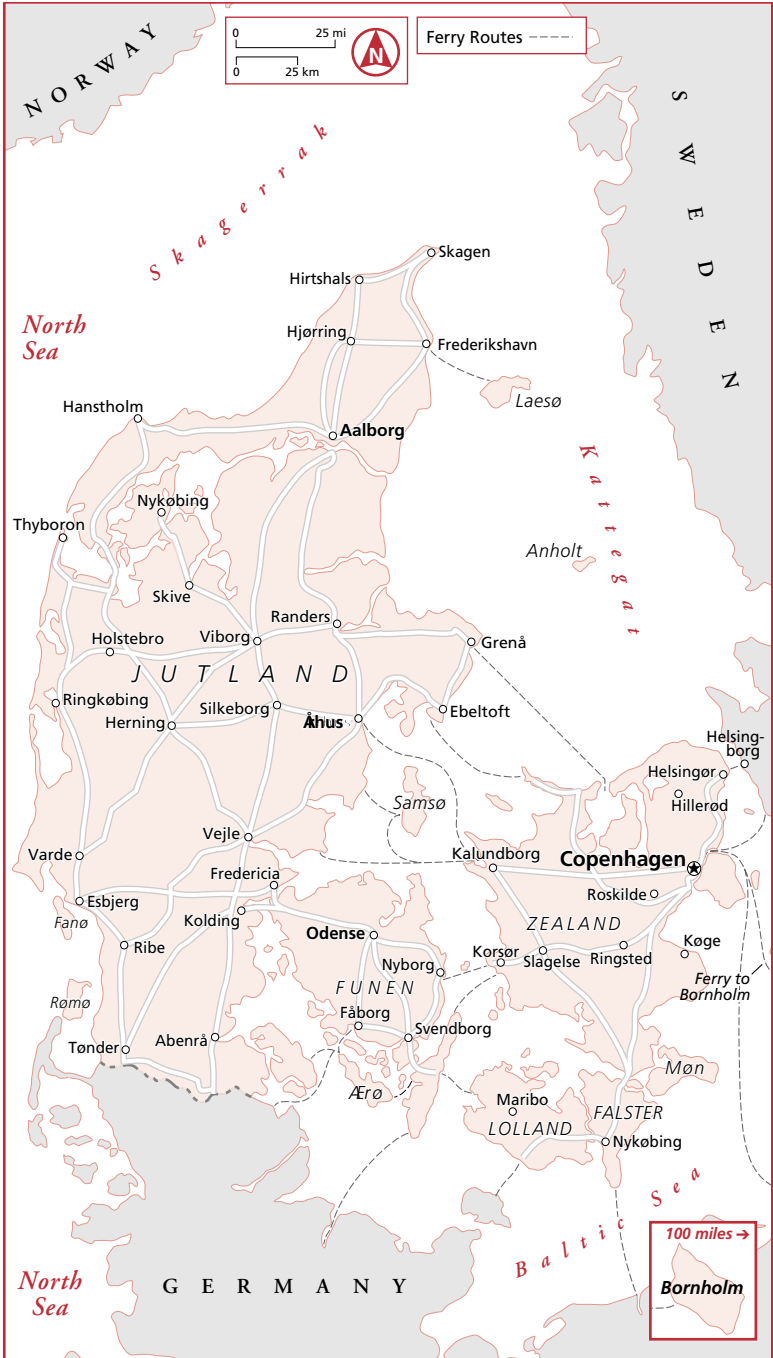 0 25 mi
0 25 km
N
Ferry Routes
NORWAY
SWEDEN
Skagerrak
North
Sea
Skagen
Hirtshals
Hjørring
Frederikshavn
Laesø
Hanstholm
Aalborg
Kattegat
Nykøbing
Thyboron
Anholt
Skive
Randers
Holstebro
Viborg
Grenå
JUTLAND
Ringkøbing
Silkeborg
Herning
Ebeltoft
Helsing-
borg
Helsingør
Hillerød
Samsø
Varde
Vejle
Kalundborg
Copenhagen
Fredericia
Esbjerg
Roskilde
Fanø
Kolding
ZEALAND
Odense
Ribe
Korsør
Slagelse
Ringsted
Køge
Nyborg
FUNEN
Ferry to
Bornholm
Rømø
Fåborg
Svendborg
Tønder
Abenrå
Møn
Ærø
Maribo
FALSTER
LOLLAND
Nykøbing
Baltic Sea
100 miles →
Bornholm
North
Sea
GERMANY